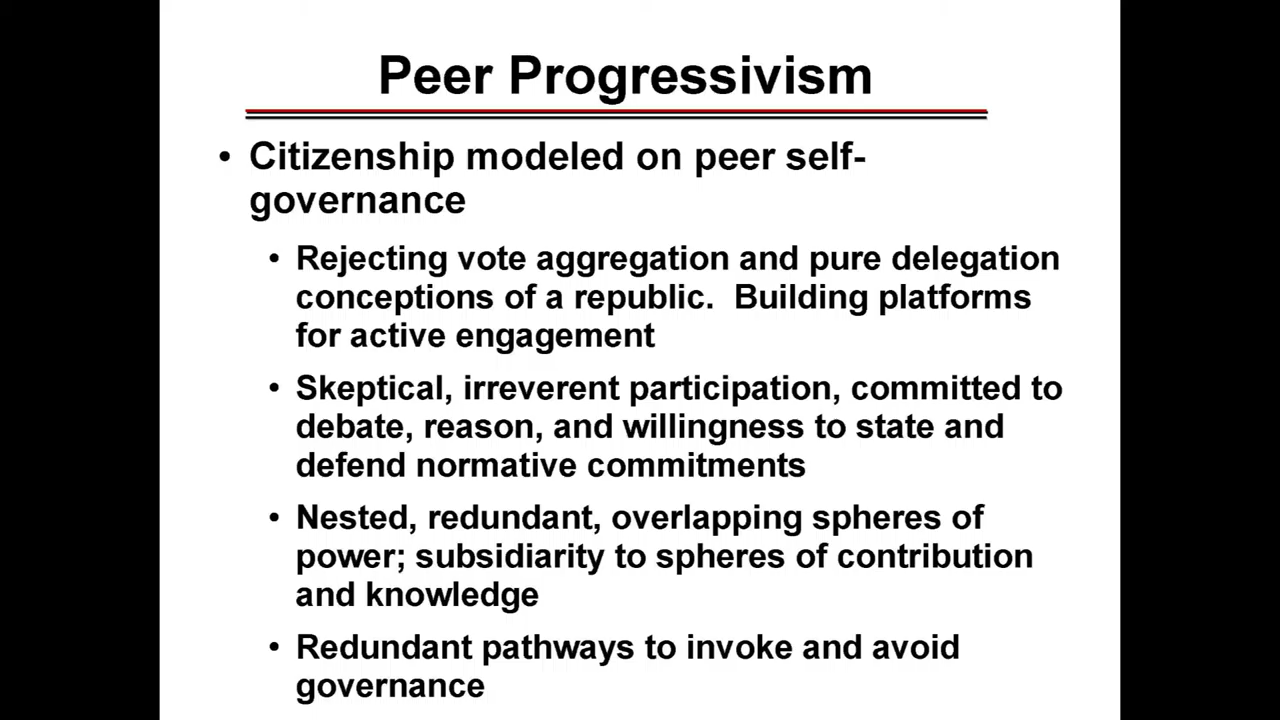 Peer Progressivism
• Citizenship modeled on peer self-
governance
• Rejecting vote aggregation and pure delegation
conceptions of a republic.  Building platforms
for active engagement
• Skeptical, irreverent participation, committed to
debate, reason, and willingness to state and
defend normative commitments
• Nested, redundant, overlapping spheres of
power; subsidiarity to spheres of contribution
and knowledge
• Redundant pathways to invoke and avoid
governance